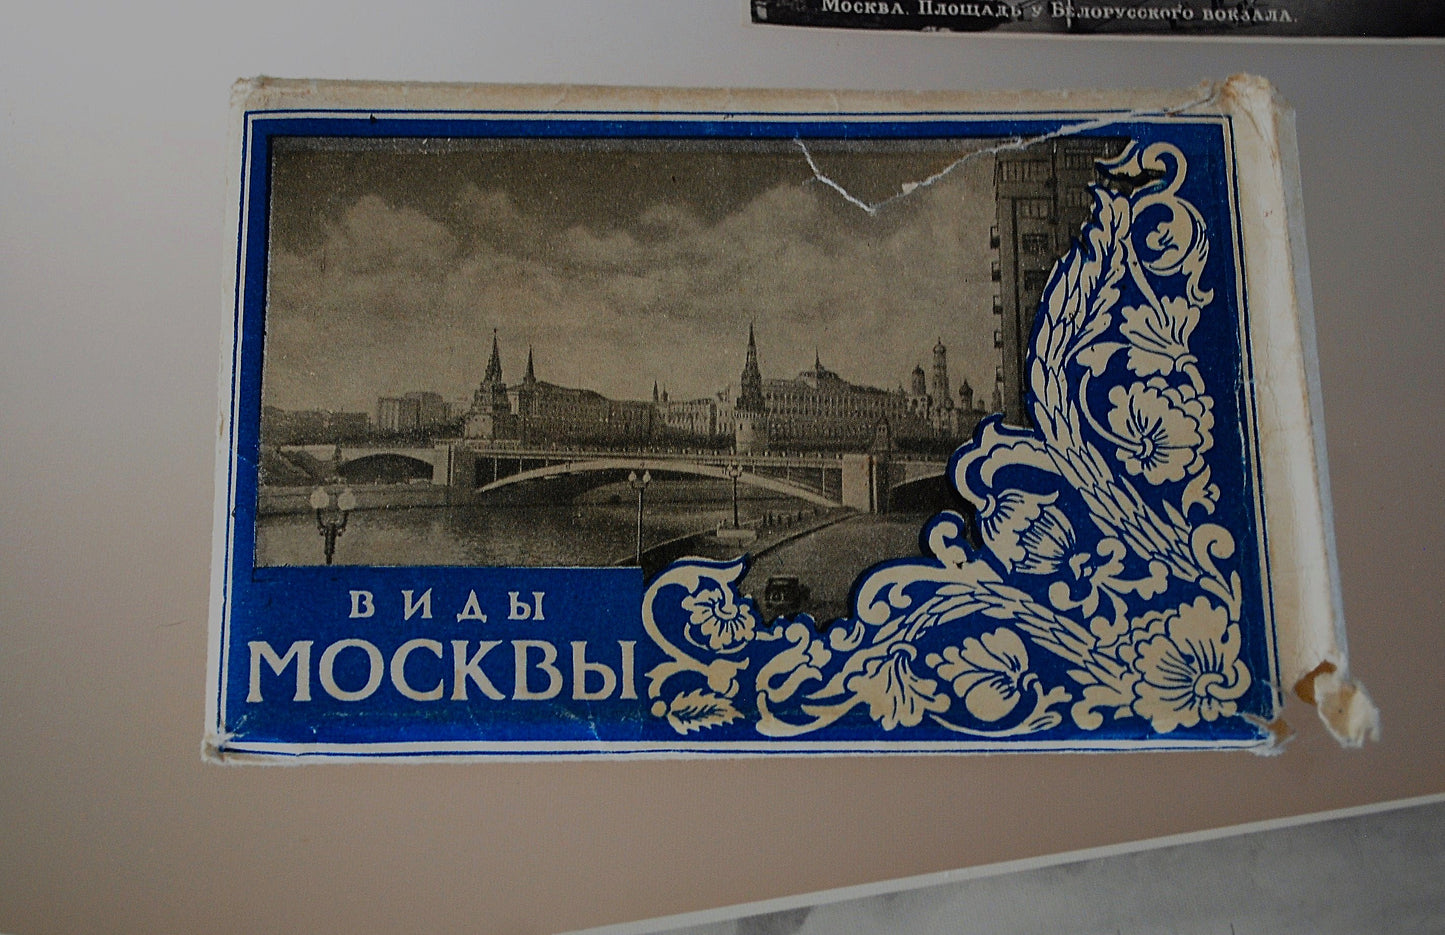 Москва. Площадь у Белорусского вокзала.
ВИДЫ
МОСКВЫ